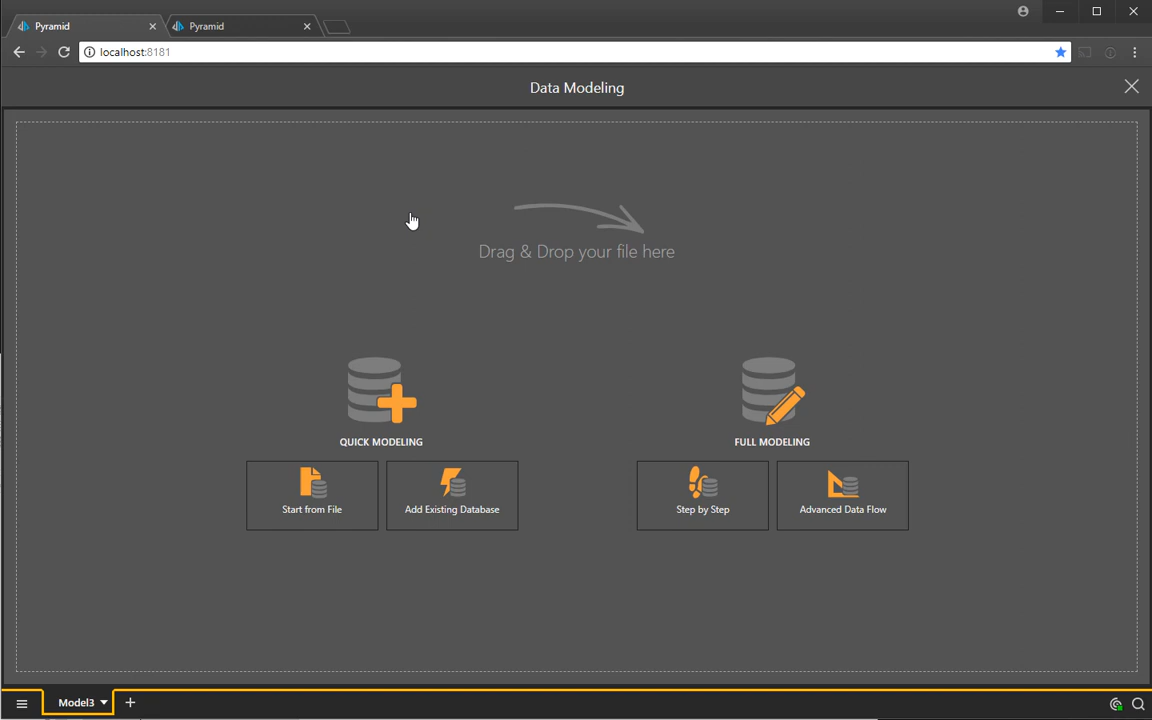 Pyramid
Pyramid
localhost:8181
Data Modeling
Drag & Drop your file here
QUICK MODELING
FULL MODELING
Start from File
Add Existing Database
Step by Step
Advanced Data Flow
Model3